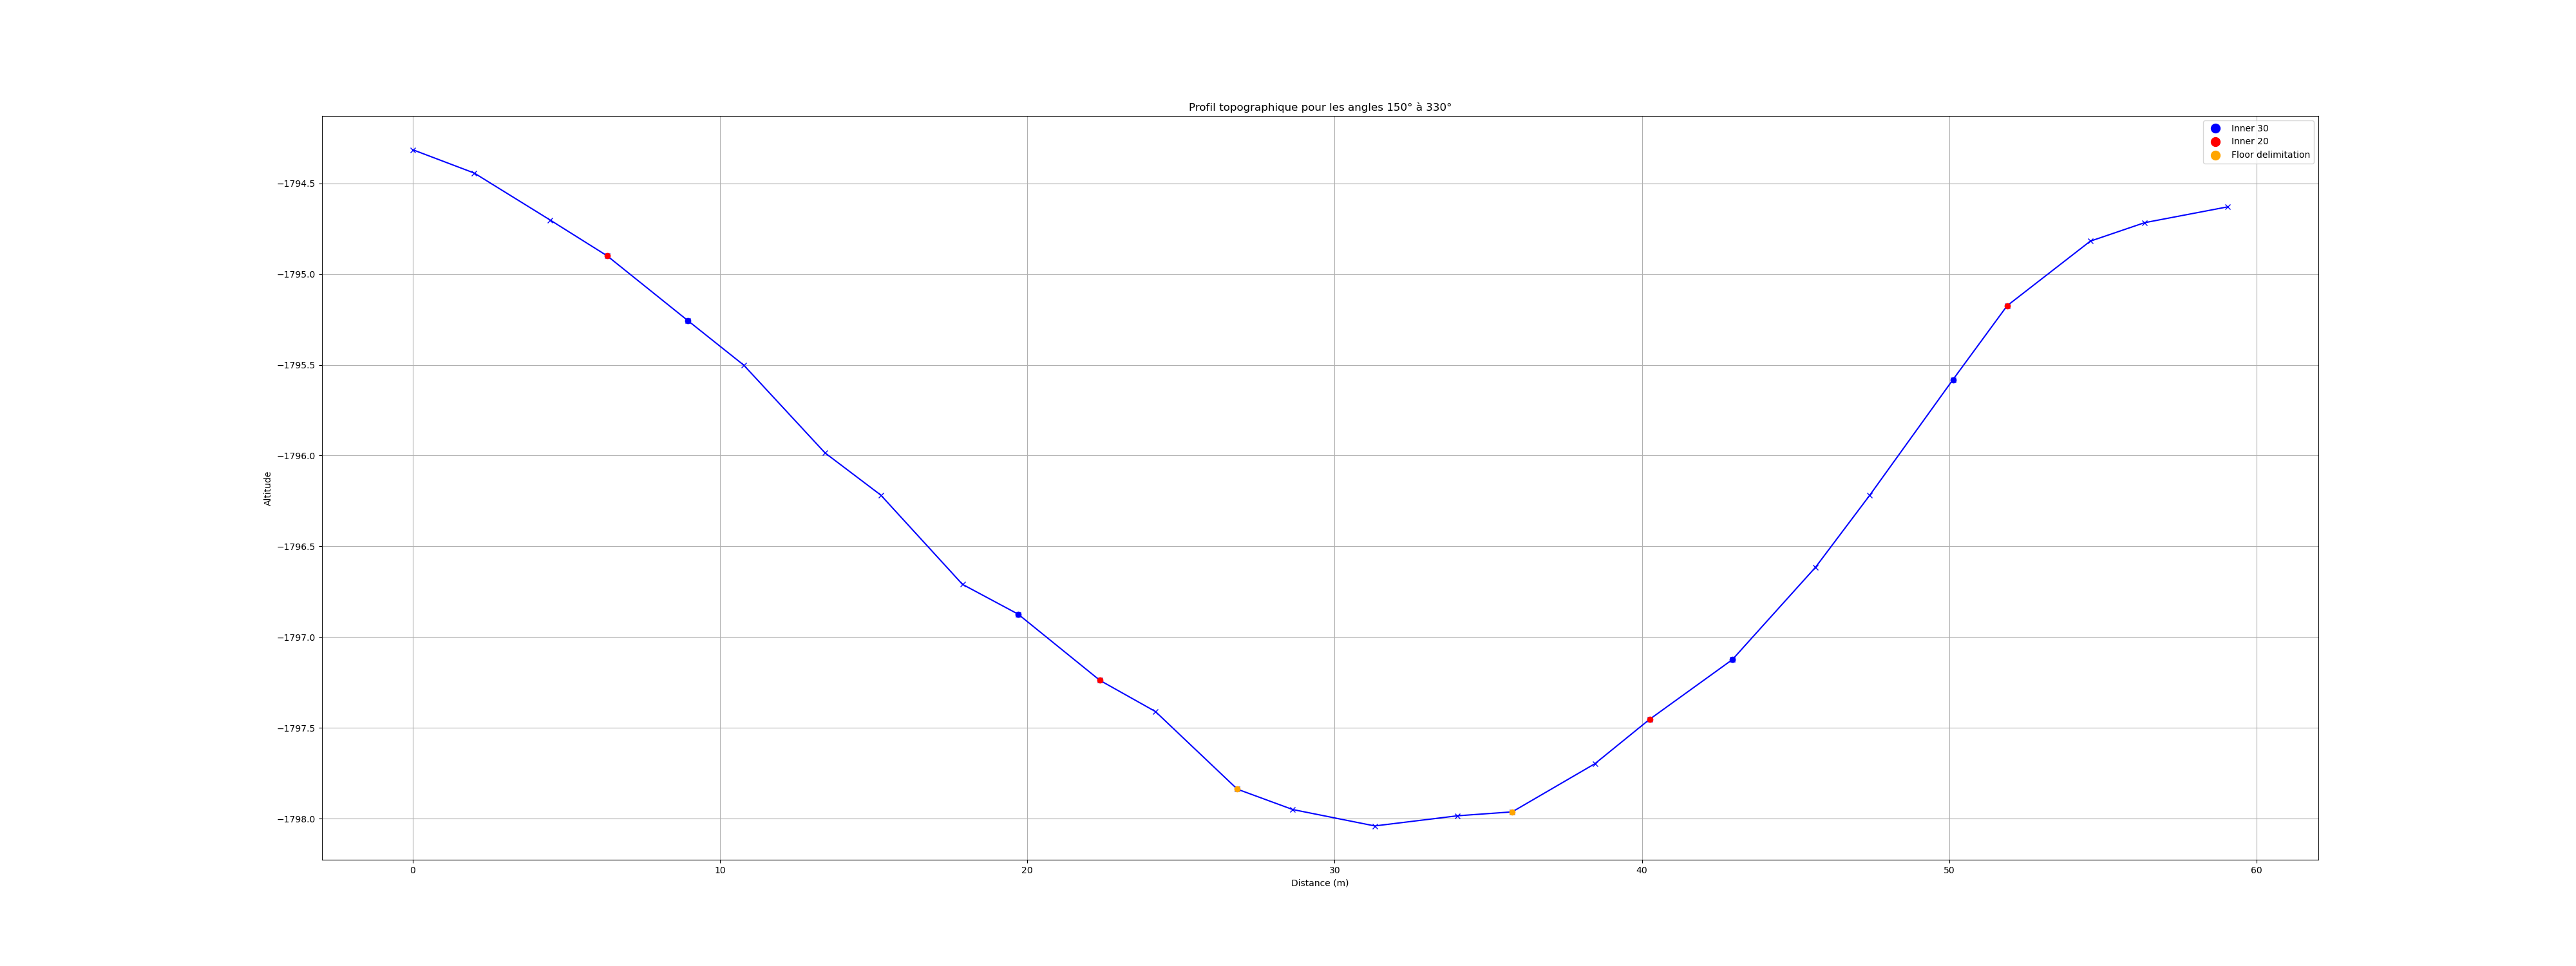 Profil topographique pour les angles 150° à 330°
Inner 30
Inner 20
Floor delimitation
Altitude
−1794.5
−1795.0
−1795.5
−1796.0
−1796.5
−1797.0
−1797.5
−1798.0
0 10 20 30 40 50 60
Distance (m)